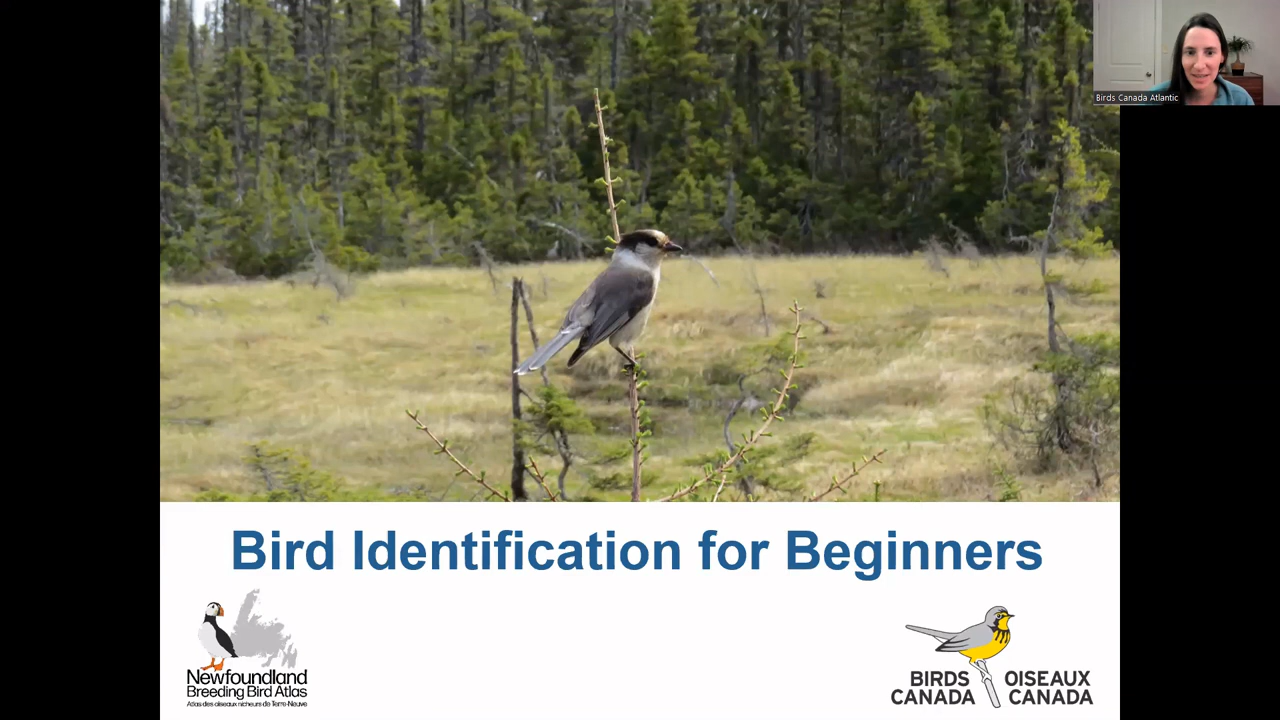 Birds Canada Atlantic
Bird Identification for Beginners
Newfoundland
Breeding Bird Atlas
Atlas des oiseaux nicheurs de Terre-Neuve
BIRDS CANADA
OISEAUX CANADA